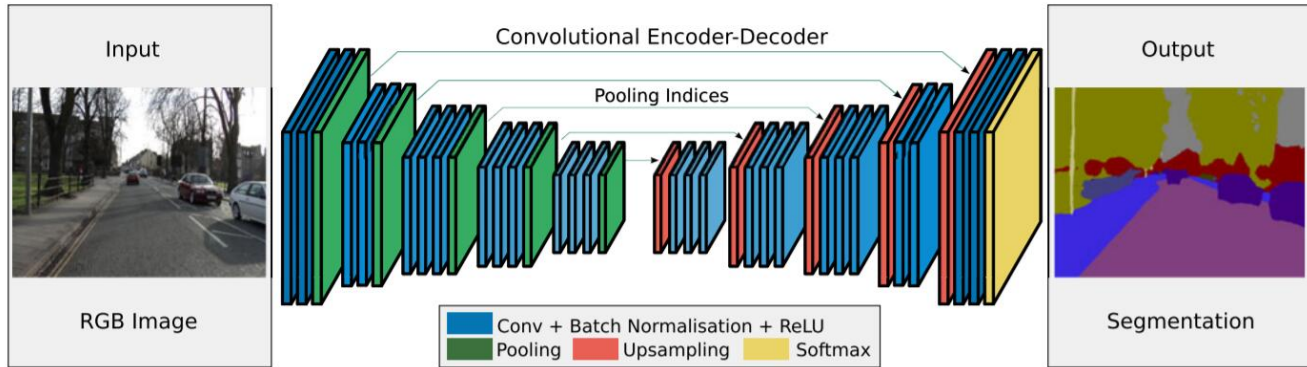 Input
RGB Image
Convolutional Encoder-Decoder
Pooling Indices
Conv + Batch Normalisation + ReLU
Pooling Upsampling Softmax
Output
Segmentation